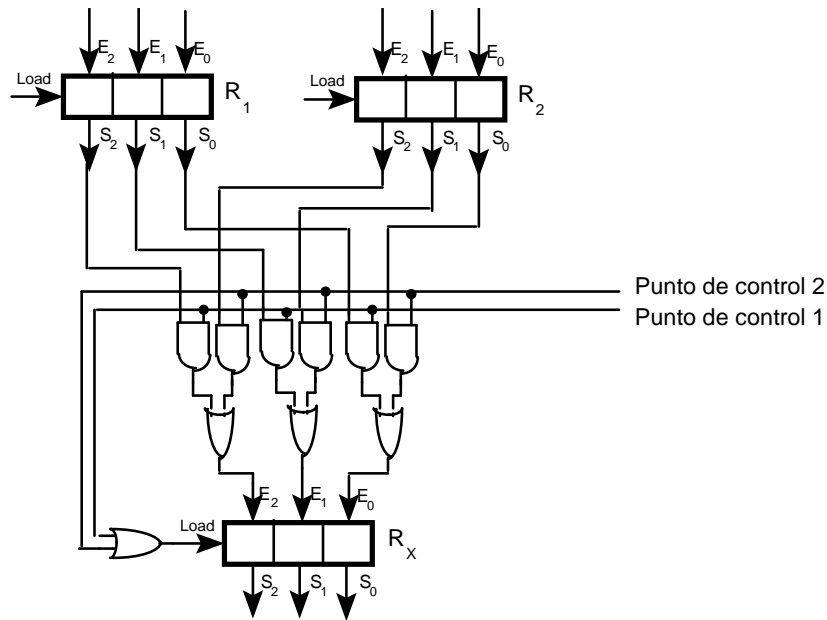 E2 E1 E0 E2 E1 E0
Load R1 Load R2
S2 S1 S0 S2 S1 S0
Punto de control 2
Punto de control 1
E2 E1 E0
Load RX
S2 S1 S0